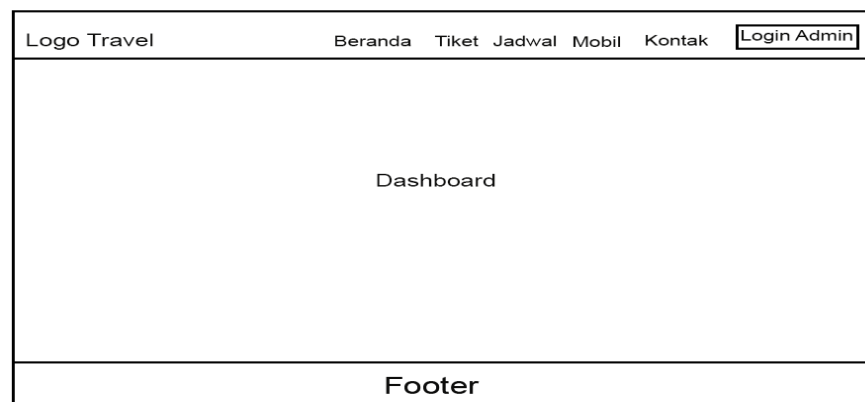 Logo Travel Beranda Tiket Jadwal Mobil Kontak Login Admin
Dashboard
Footer